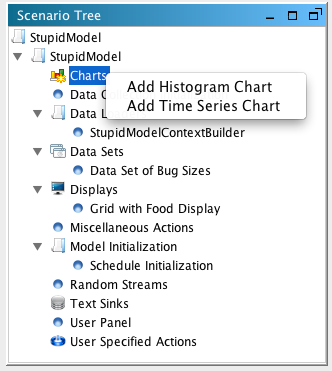 Scenario Tree
StupidModel
StupidModel
Charts
Add Histogram Chart
Add Time Series Chart
Data
Data L
StupidModelContextBuilder
Data Sets
Data Set of Bug Sizes
Displays
Grid with Food Display
Miscellaneous Actions
Model Initialization
Schedule Initialization
Random Streams
Text Sinks
User Panel
User Specified Actions